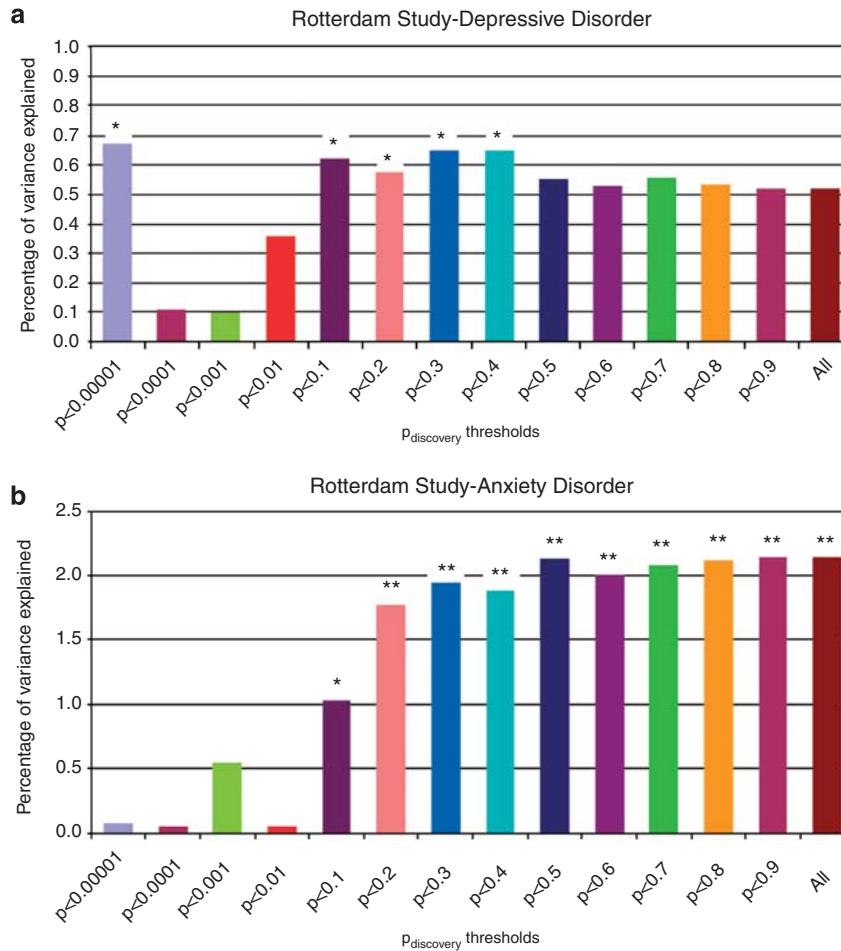 a
Rotterdam Study-Depressive Disorder
Percentage of variance explained
1.0
0.9
0.8
0.7
0.6
0.5
0.4
0.3
0.2
0.1
0.0
* * * * *
p<0.00001 p<0.0001 p<0.001 p<0.01 p<0.1 p<0.2 p<0.3 p<0.4 p<0.5 p<0.6 p<0.7 p<0.8 p<0.9 All
pdiscovery thresholds
b
Rotterdam Study-Anxiety Disorder
Percentage of variance explained
2.5
2.0
1.5
1.0
0.5
0.0
* ** ** ** ** ** ** ** ** **
p<0.00001 p<0.0001 p<0.001 p<0.01 p<0.1 p<0.2 p<0.3 p<0.4 p<0.5 p<0.6 p<0.7 p<0.8 p<0.9 All
pdiscovery thresholds